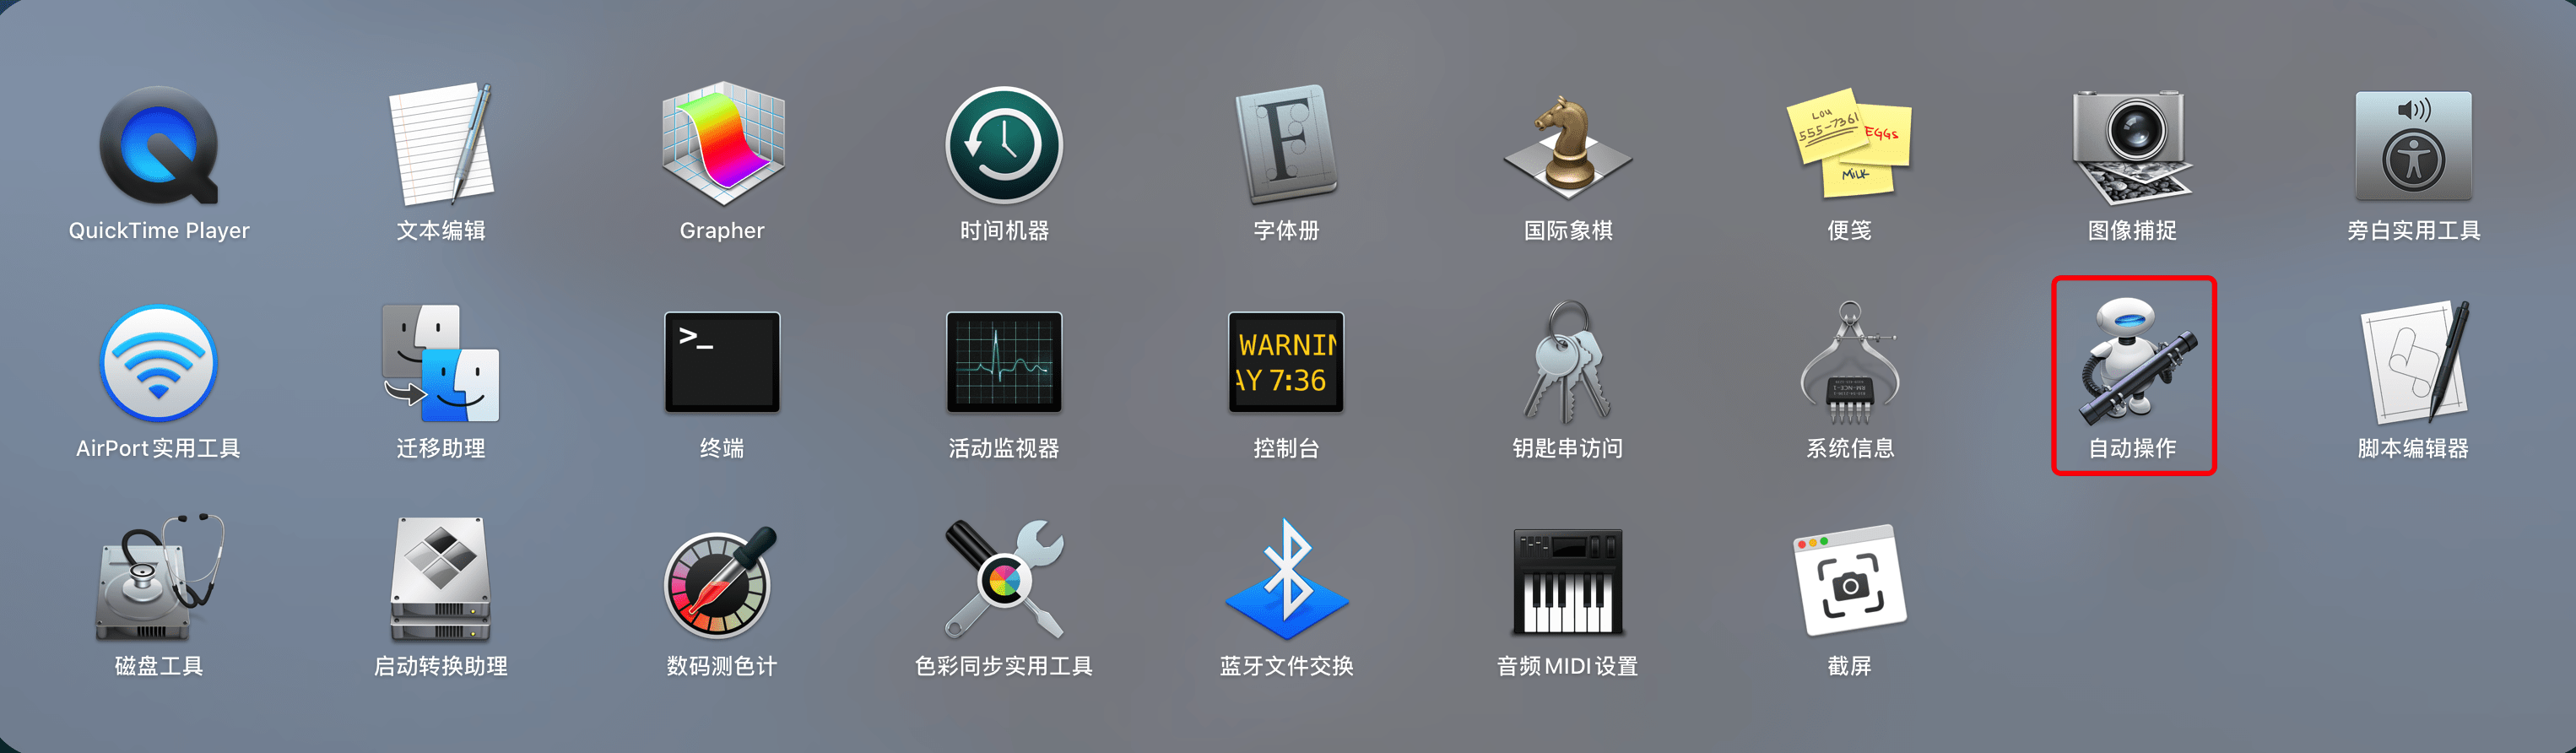 LOU
555-7361
EGGS
MILK
QuickTime Player
文本编辑
Grapher
时间机器
字体册
国际象棋
便笺
图像捕捉
旁白实用工具
>_
WARNIN
AY 7:36
AirPort实用工具
迁移助理
终端
活动监视器
控制台
钥匙串访问
系统信息
自动操作
脚本编辑器
磁盘工具
启动转换助理
数码测色计
色彩同步实用工具
蓝牙文件交换
音频MIDI设置
截屏